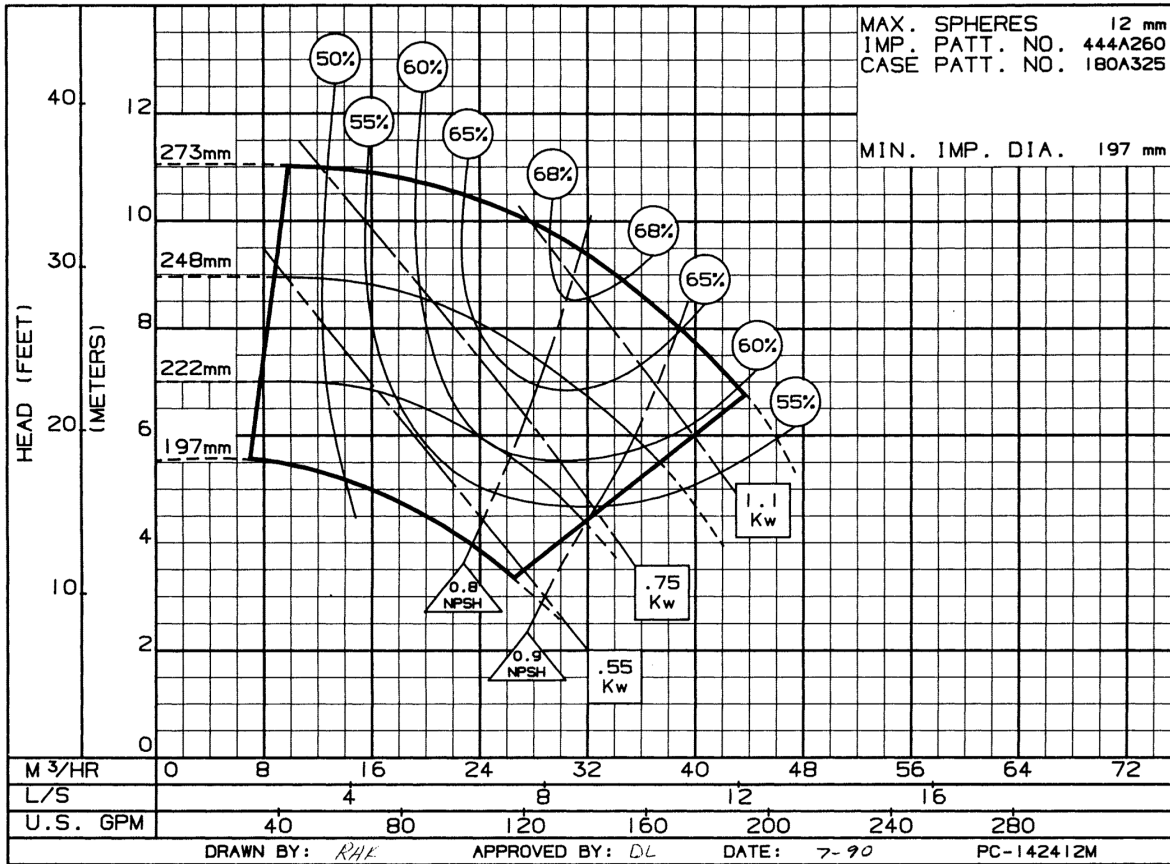 MAX. SPHERES 12 mm
IMP. PATT. NO. 444A260
CASE PATT. NO. 180A325
MIN. IMP. DIA. 197 mm
50%
60%
55%
65%
68%
68%
65%
60%
55%
HEAD (FEET)
40
30
20
10
(METERS)
12
10
8
6
4
2
0
273mm
248mm
222mm
197mm
0.8
NPSH
0.9
NPSH
.55
Kw
.75
Kw
1.1
Kw
M³/HR 0 8 16 24 32 40 48 56 64 72
L/S 4 8 12 16
U.S. GPM 40 80 120 160 200 240 280
DRAWN BY: RHK APPROVED BY: DL DATE: 7-90 PC-142412M